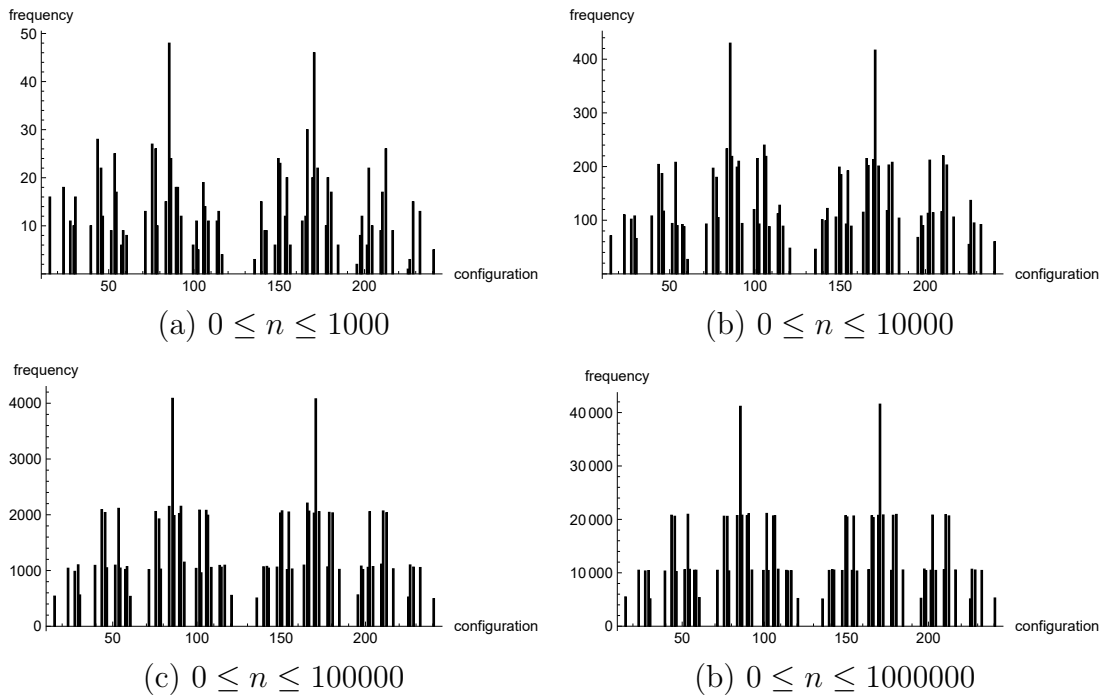 frequency
50
40
30
20
10
50 100 150 200 configuration
(a) 0 ≤ n ≤ 1000
frequency
400
300
200
100
50 100 150 200 configuration
(b) 0 ≤ n ≤ 10000
frequency
4000
3000
2000
1000
0
50 100 150 200 configuration
(c) 0 ≤ n ≤ 100000
frequency
40 000
30 000
20 000
10 000
0
50 100 150 200 configuration
(b) 0 ≤ n ≤ 1000000